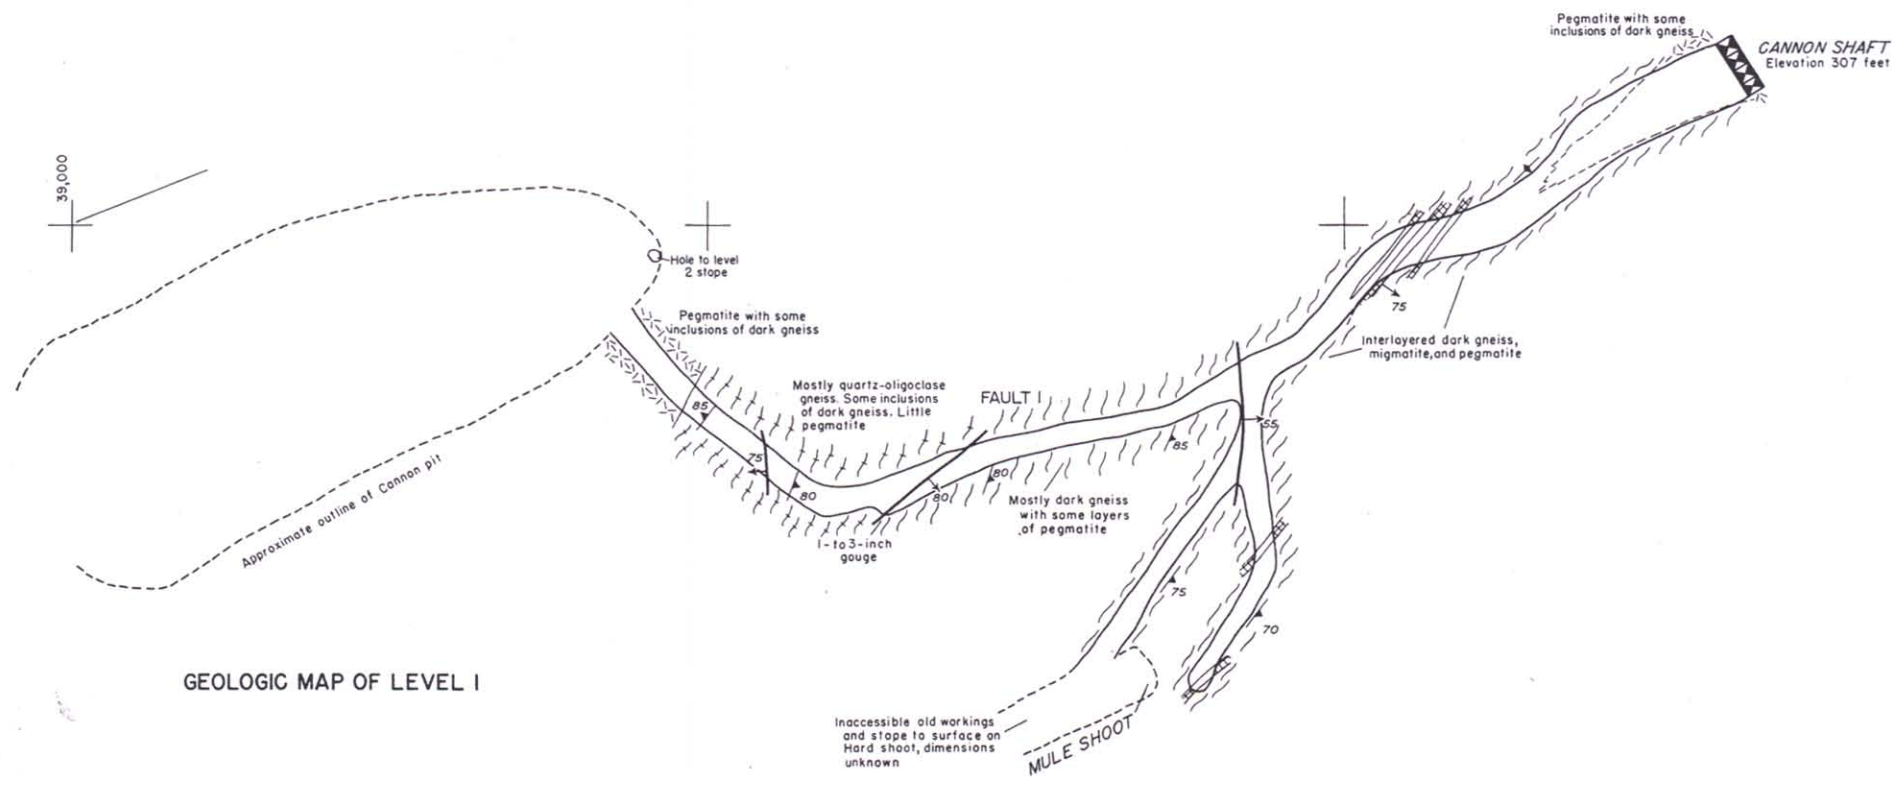 Pegmatite with some
inclusions of dark gneiss
CANNON SHAFT
Elevation 307 feet
39,000
Hole to level
2 stope
Pegmatite with some
inclusions of dark gneiss
75
Interlayered dark gneiss,
migmatite, and pegmatite
Mostly quartz-oligoclase
gneiss. Some inclusions
of dark gneiss. Little
pegmatite
FAULT I
85
55
85
75
80
80
80
Mostly dark gneiss
with some layers
of pegmatite
1-to 3-inch
gouge
Approximate outline of Cannon pit
75
70
GEOLOGIC MAP OF LEVEL I
Inaccessible old workings
and stope to surface on
Hard shoot, dimensions
unknown
MULE SHOOT